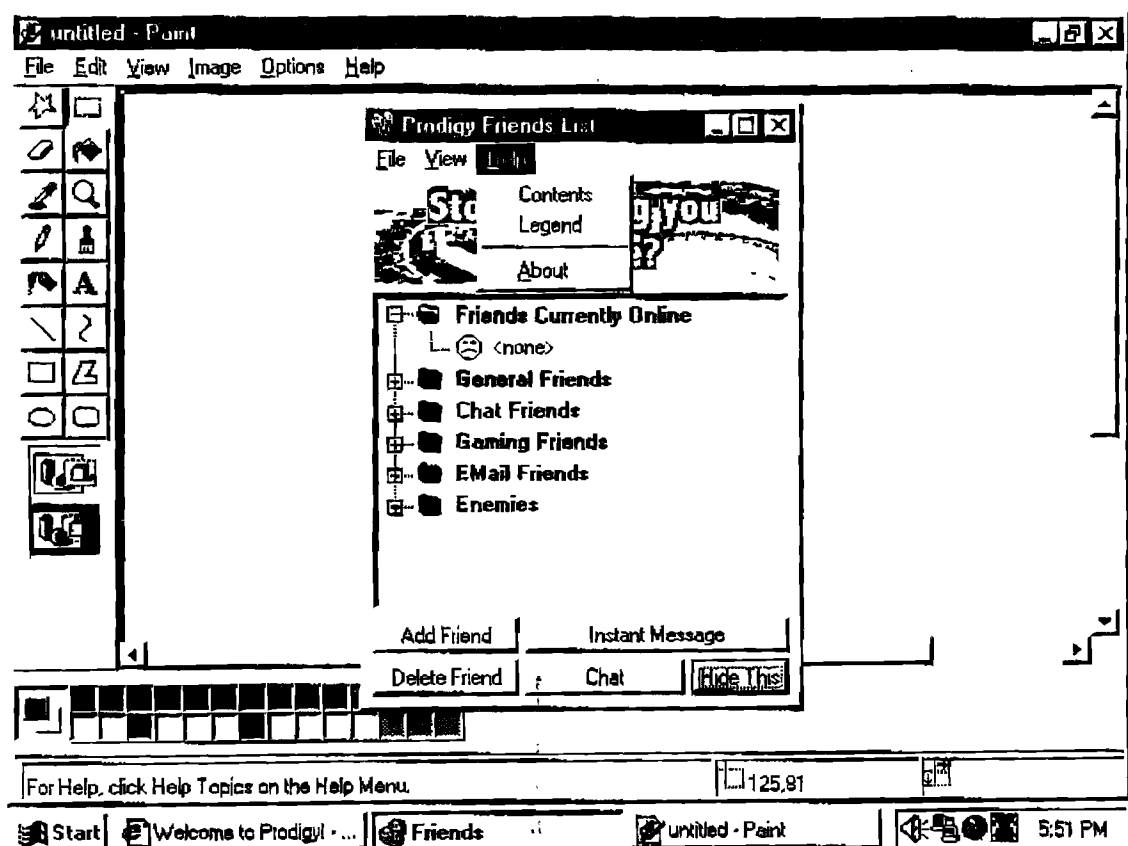 untitled - Paint
File Edit View Image Options Help
Prodigy Friends List
File View Help
Contents
Legend
About
Friends Currently Online
<none>
General Friends
Chat Friends
Gaming Friends
EMail Friends
Enemies
Add Friend Instant Message
Delete Friend Chat Hide This
For Help, click Help Topics on the Help Menu. 125,81
Start Welcome to Prodigy! - ... Friends untitled - Paint 5:51 PM